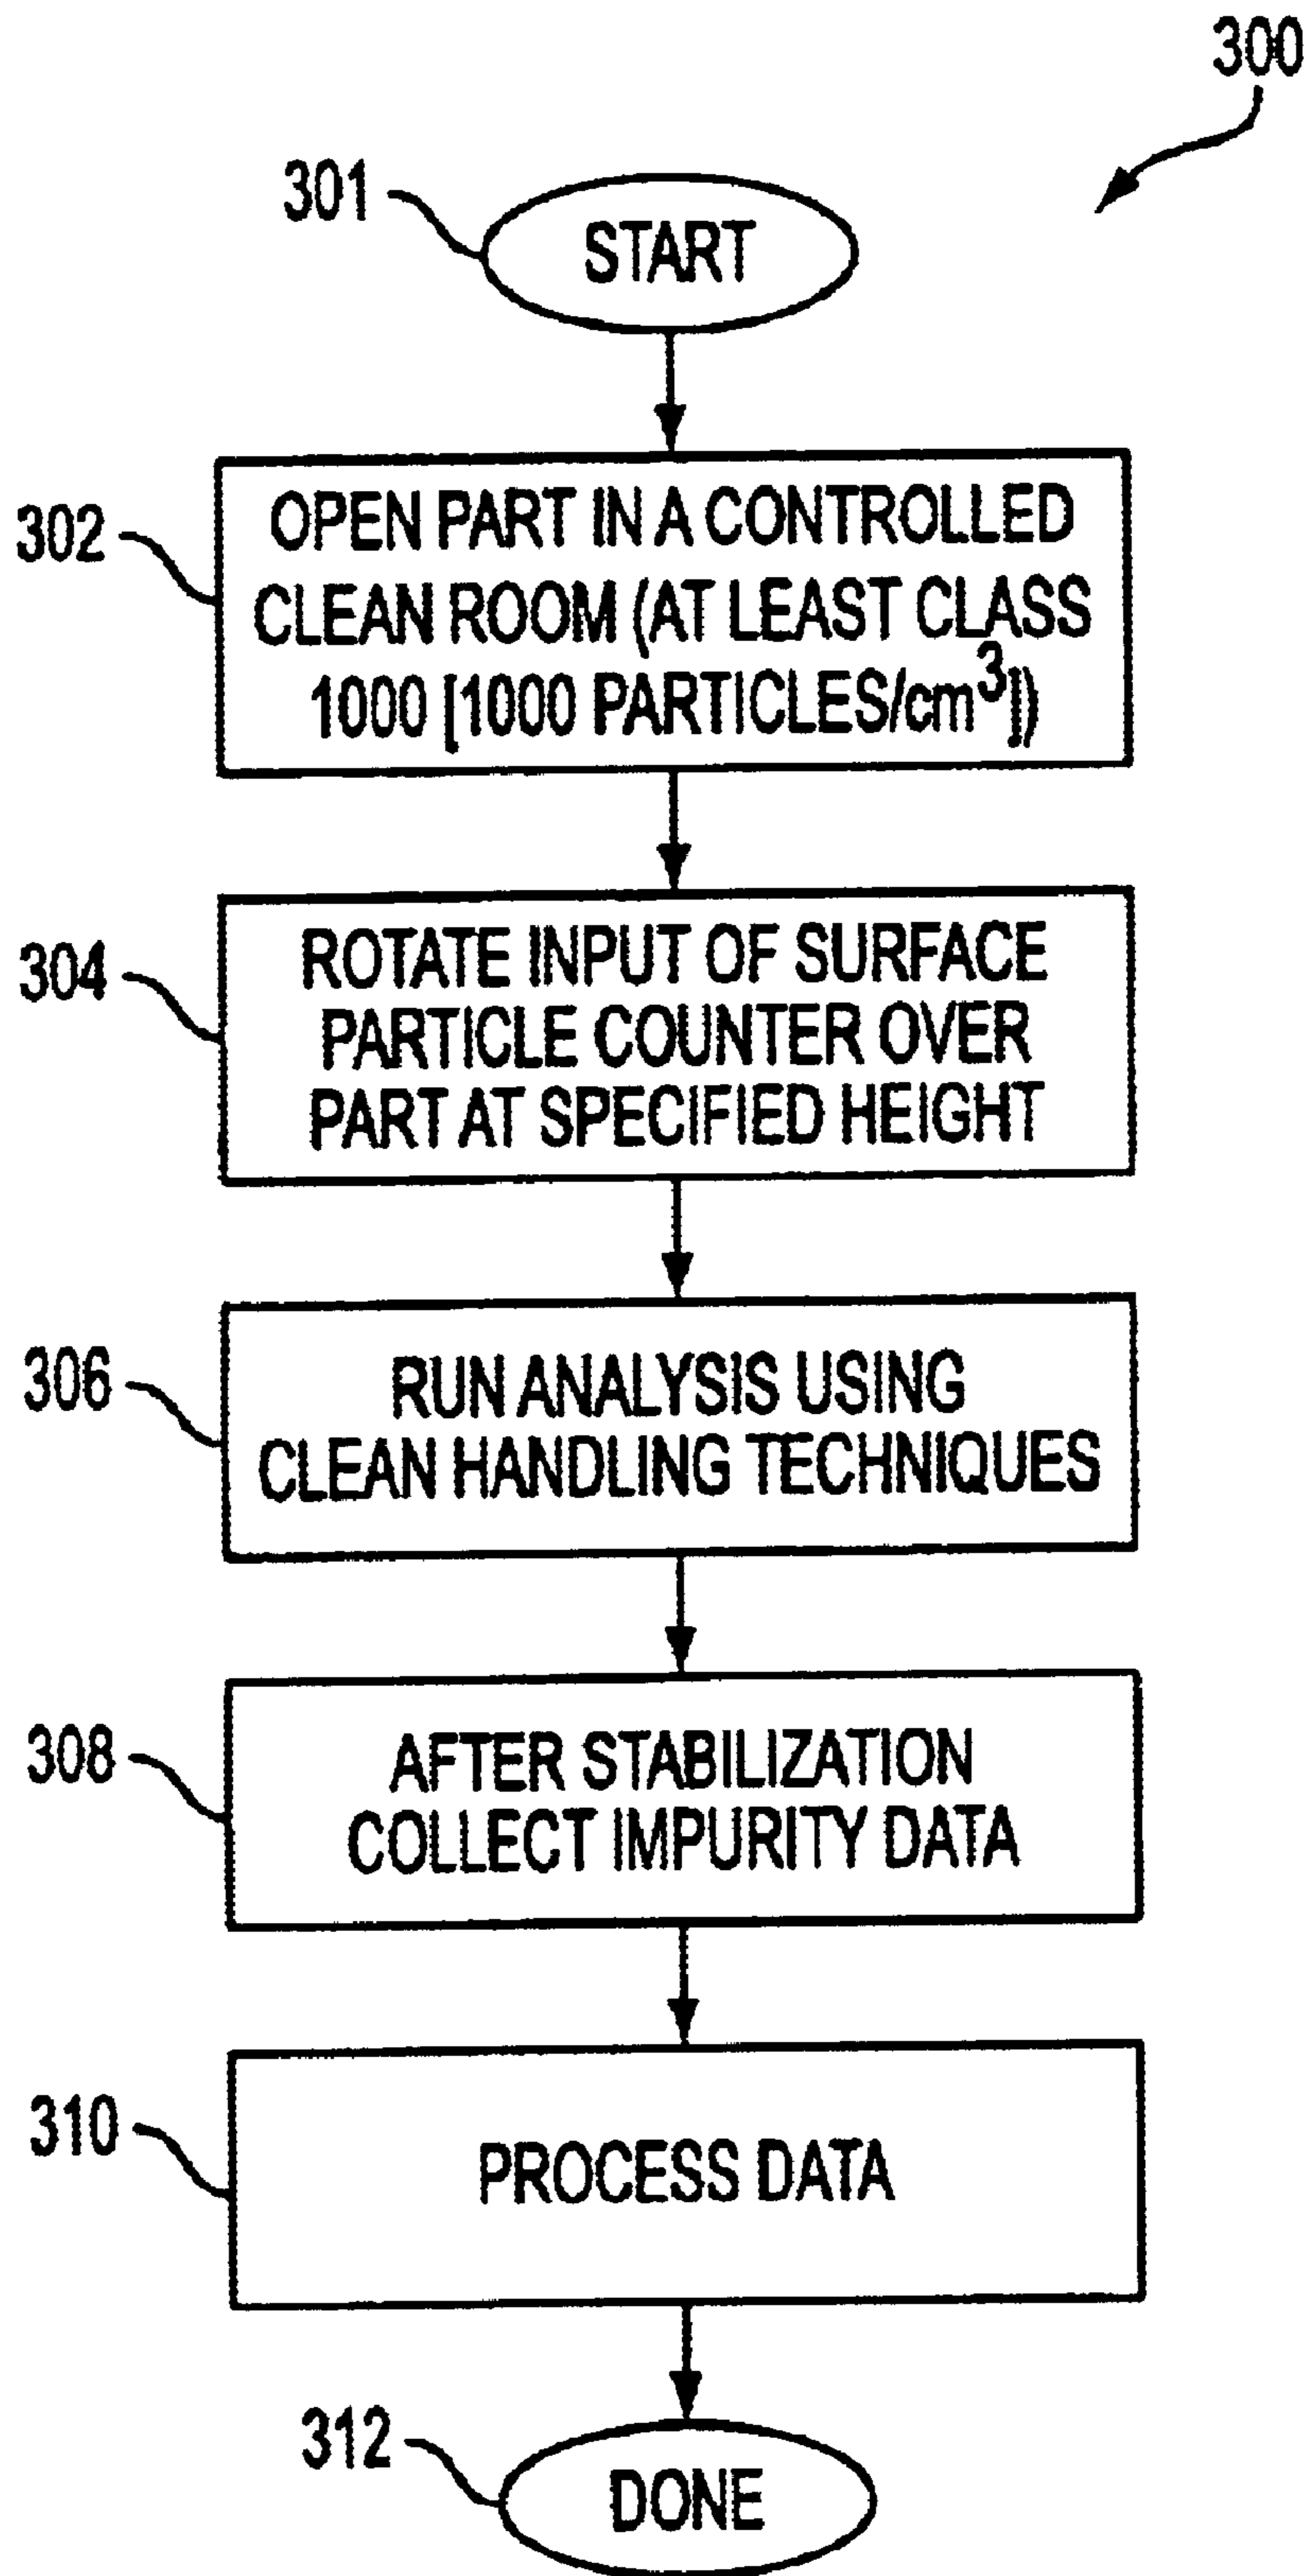 300
301
START
302
OPEN PART IN A CONTROLLED
CLEAN ROOM (AT LEAST CLASS
1000 [1000 PARTICLES/cm³])
304
ROTATE INPUT OF SURFACE
PARTICLE COUNTER OVER
PART AT SPECIFIED HEIGHT
306
RUN ANALYSIS USING
CLEAN HANDLING TECHNIQUES
308
AFTER STABILIZATION
COLLECT IMPURITY DATA
310
PROCESS DATA
312
DONE